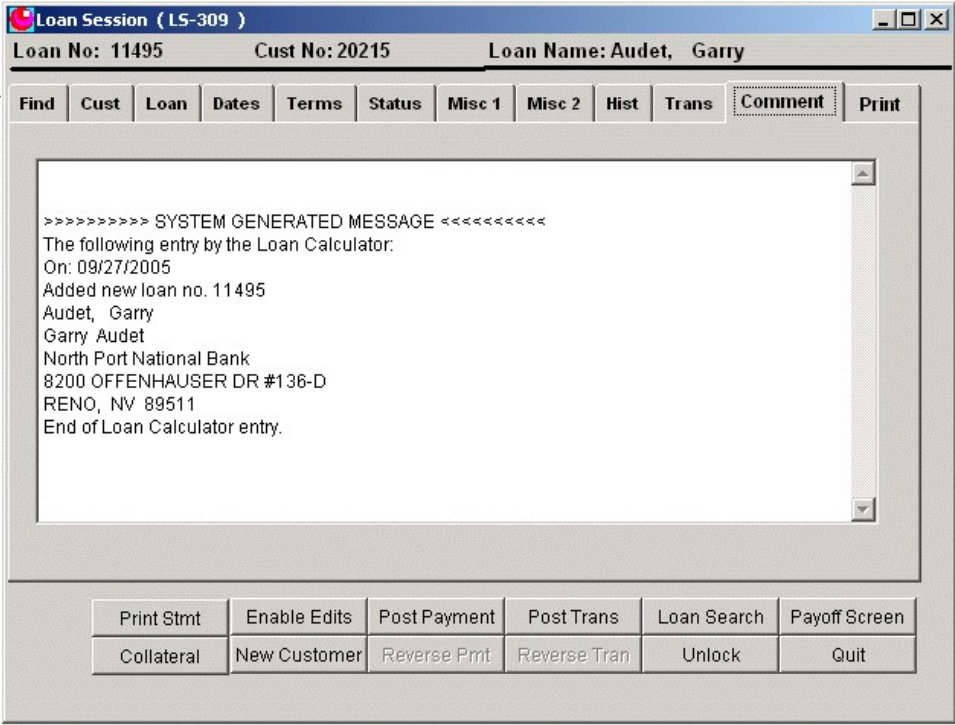 Loan Session ( LS-309 )
Loan No: 11495 Cust No: 20215 Loan Name: Audet, Garry
Find Cust Loan Dates Terms Status Misc 1 Misc 2 Hist Trans Comment Print
>>>>>>>>>> SYSTEM GENERATED MESSAGE <<<<<<<<<<
The following entry by the Loan Calculator:
On: 09/27/2005
Added new loan no. 11495
Audet, Garry
Garry Audet
North Port National Bank
8200 OFFENHAUSER DR #136-D
RENO, NV 89511
End of Loan Calculator entry.
Print Stmt Enable Edits Post Payment Post Trans Loan Search Payoff Screen
Collateral New Customer Reverse Pmt Reverse Tran Unlock Quit